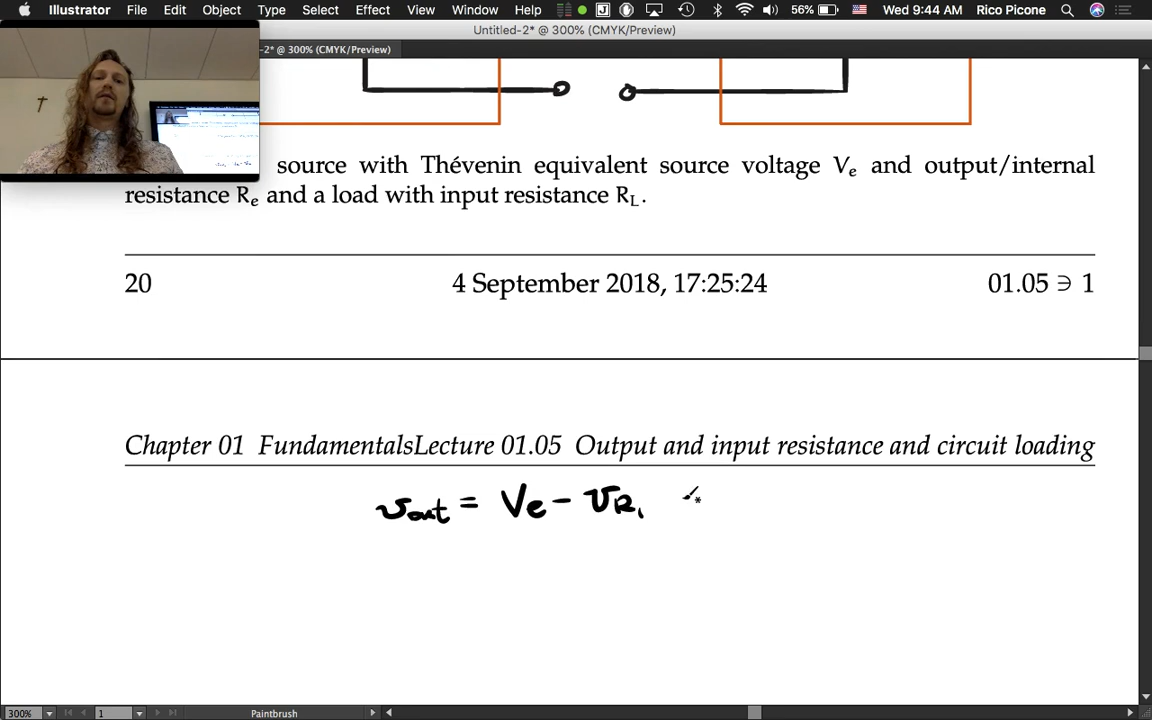 Illustrator File Edit Object Type Select Effect View Window Help 56% Wed 9:44 AM Rico Picone
Untitled-2* @ 300% (CMYK/Preview)
-2* @ 300% (CMYK/Preview)
source with Thévenin equivalent source voltage Vₑ and output/internal
resistance Rₑ and a load with input resistance R_L.
20 4 September 2018, 17:25:24 01.05 ∋ 1
Chapter 01 FundamentalsLecture 01.05 Output and input resistance and circuit loading
v_out = Vₑ − v_R₁
300% 1 Paintbrush